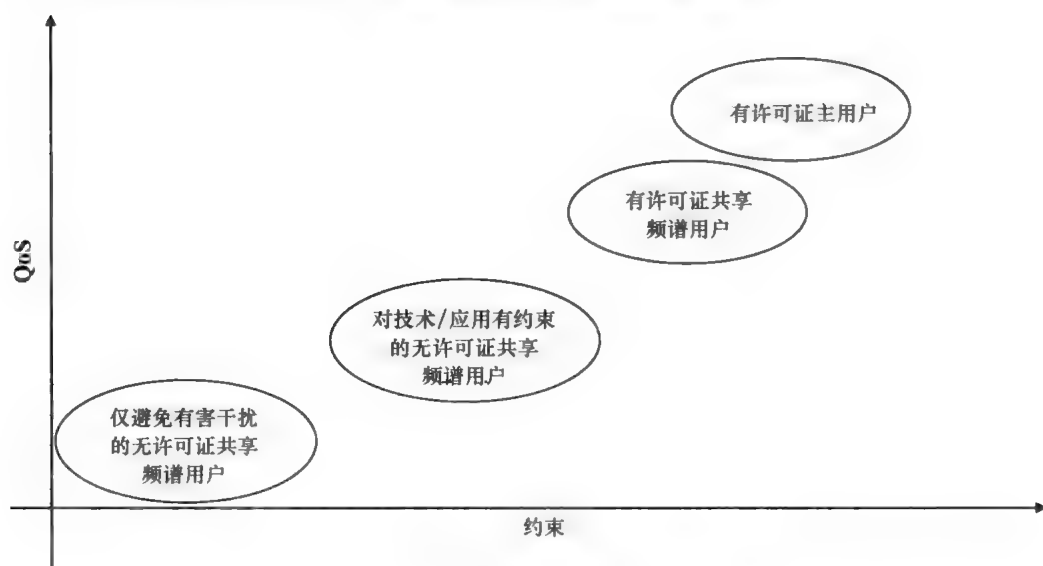 有许可证主用户
有许可证共享
频谱用户
QoS
对技术/应用有约束
的无许可证共享
频谱用户
仅避免有害干扰
的无许可证共享
频谱用户
约束